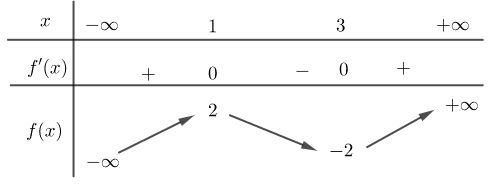 x −∞ 1 3 +∞
f′(x) + 0 − 0 +
2 +∞
f(x)
−∞ −2